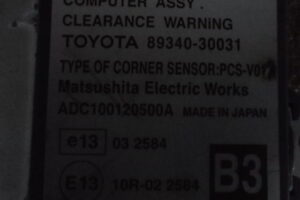 COMPUTER ASSY.
CLEARANCE WARNING
TOYOTA 89340-30031
TYPE OF CORNER SENSOR:PCS-V01
Matsushita Electric Works
ADC100120500A MADE IN JAPAN
e13 03 2584
B3
E13 10R-02 2584